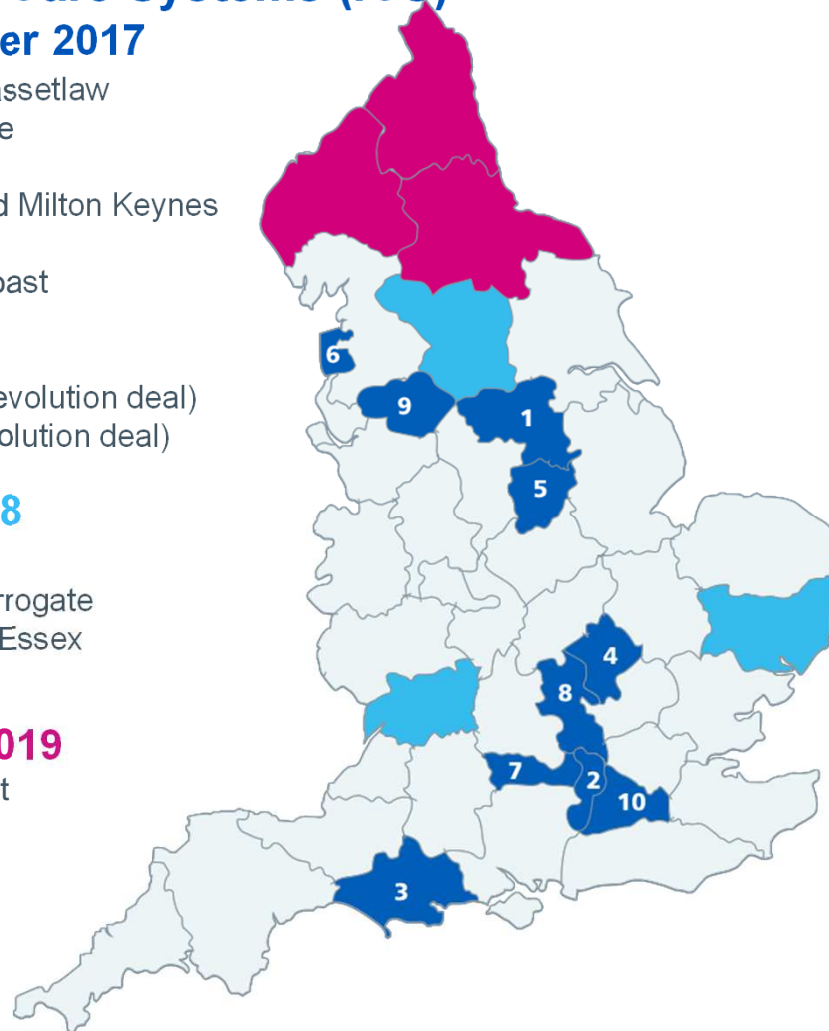 er 2017
assetlaw
e
d Milton Keynes
oast
evolution deal)
olution deal)
8
rrogate
Essex
019
t
6
9
1
5
4
8
7
2
10
3